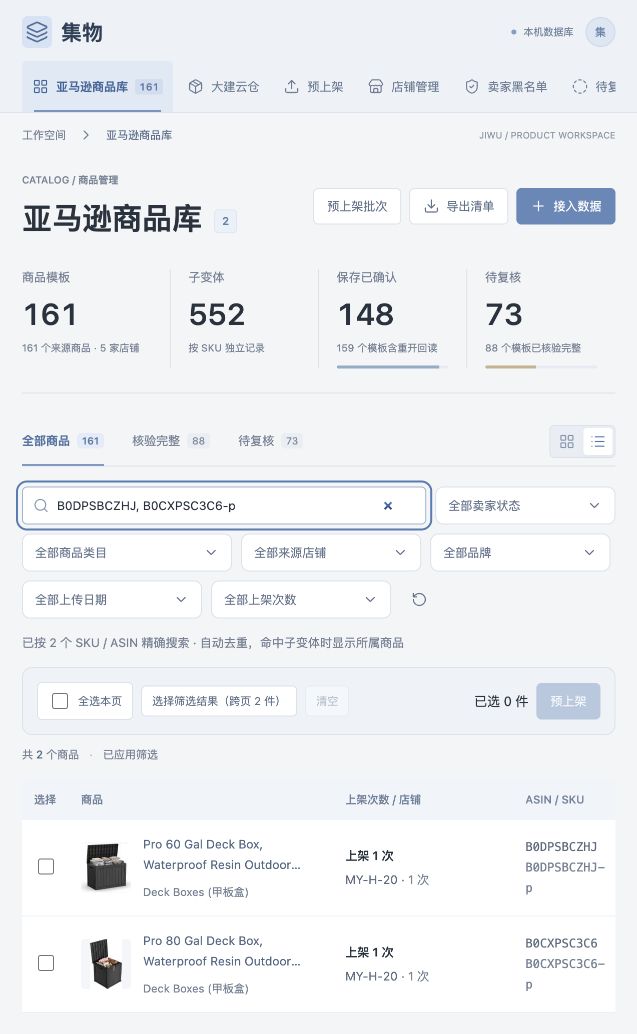 集物
本机数据库
集
亚马逊商品库 161
大建云仓
预上架
店铺管理
卖家黑名单
待复
工作空间 > 亚马逊商品库
JIWU / PRODUCT WORKSPACE
CATALOG / 商品管理
亚马逊商品库 2
预上架批次
导出清单
+ 接入数据
商品模板
161
161 个来源商品 · 5 家店铺
子变体
552
按 SKU 独立记录
保存已确认
148
159 个模板含重开回读
待复核
73
88 个模板已核验完整
全部商品 161
核验完整 88
待复核 73
B0DPSBCZHJ, B0CXPSC3C6-p
全部卖家状态
全部商品类目
全部来源店铺
全部品牌
全部上传日期
全部上架次数
已按 2 个 SKU / ASIN 精确搜索 · 自动去重，命中子变体时显示所属商品
全选本页
选择筛选结果（跨页 2 件）
清空
已选 0 件
预上架
共 2 个商品 · 已应用筛选
选择 商品 上架次数 / 店铺 ASIN / SKU
Pro 60 Gal Deck Box,
Waterproof Resin Outdoor...
Deck Boxes (甲板盒)
上架 1 次
MY-H-20 · 1 次
B0DPSBCZHJ
B0DPSBCZHJ-
p
Pro 80 Gal Deck Box,
Waterproof Resin Outdoor...
Deck Boxes (甲板盒)
上架 1 次
MY-H-20 · 1 次
B0CXPSC3C6
B0CXPSC3C6-
p